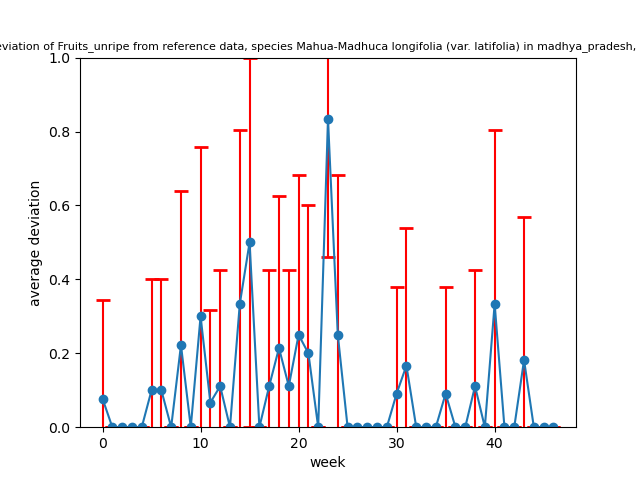 of Fruits_unripe from reference data, species Mahua-Madhuca longifolia (var. latifolia) in madhya_pradesh,
1.0
0.8
0.6
0.4
0.2
0.0
average deviation
0 10 20 30 40
week